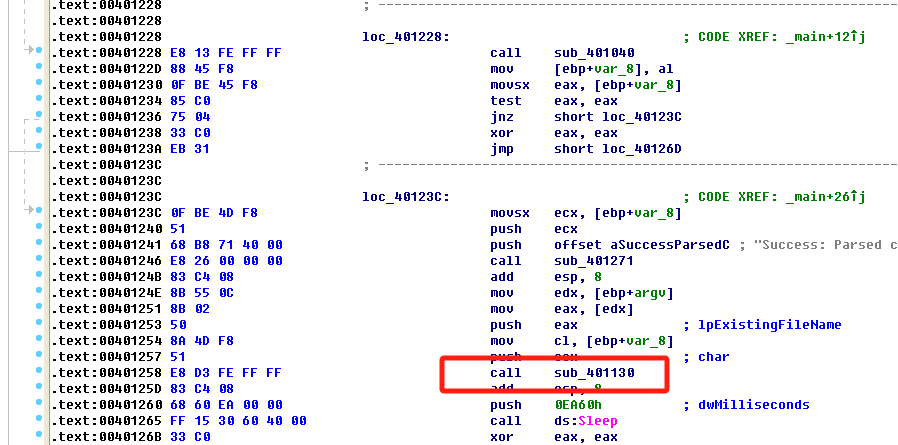 .text:00401228 ; ---------------------------------------------------------------
.text:00401228
.text:00401228 loc_401228: ; CODE XREF: _main+12↑j
.text:00401228 E8 13 FE FF FF call sub_401040
.text:0040122D 88 45 F8 mov [ebp+var_8], al
.text:00401230 0F BE 45 F8 movsx eax, [ebp+var_8]
.text:00401234 85 C0 test eax, eax
.text:00401236 75 04 jnz short loc_40123C
.text:00401238 33 C0 xor eax, eax
.text:0040123A EB 31 jmp short loc_40126D
.text:0040123C ; ---------------------------------------------------------------
.text:0040123C
.text:0040123C loc_40123C: ; CODE XREF: _main+26↑j
.text:0040123C 0F BE 4D F8 movsx ecx, [ebp+var_8]
.text:00401240 51 push ecx
.text:00401241 68 B8 71 40 00 push offset aSuccessParsedC ; "Success: Parsed c
.text:00401246 E8 26 00 00 00 call sub_401271
.text:0040124B 83 C4 08 add esp, 8
.text:0040124E 8B 55 0C mov edx, [ebp+argv]
.text:00401251 8B 02 mov eax, [edx]
.text:00401253 50 push eax ; lpExistingFileName
.text:00401254 8A 4D F8 mov cl, [ebp+var_8]
.text:00401257 51 push ecx ; char
.text:00401258 E8 D3 FE FF FF call sub_401130
.text:0040125D 83 C4 08 add esp, 8
.text:00401260 68 60 EA 00 00 push 0EA60h ; dwMilliseconds
.text:00401265 FF 15 30 60 40 00 call ds:Sleep
.text:0040126B 33 C0 xor eax, eax